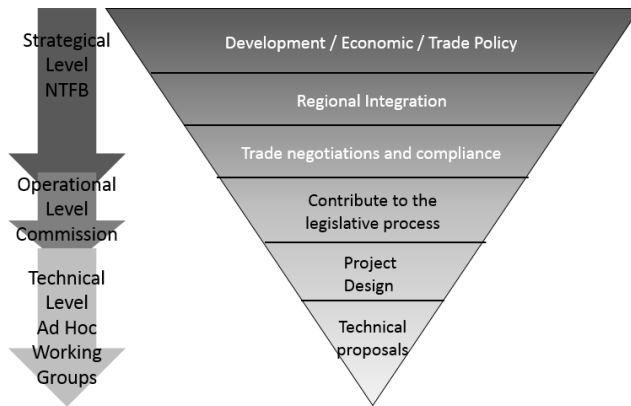 Strategical
Level
NTFB
Operational
Level
Commission
Technical
Level
Ad Hoc
Working
Groups
Development / Economic / Trade Policy
Regional Integration
Trade negotiations and compliance
Contribute to the
legislative process
Project
Design
Technical
proposals